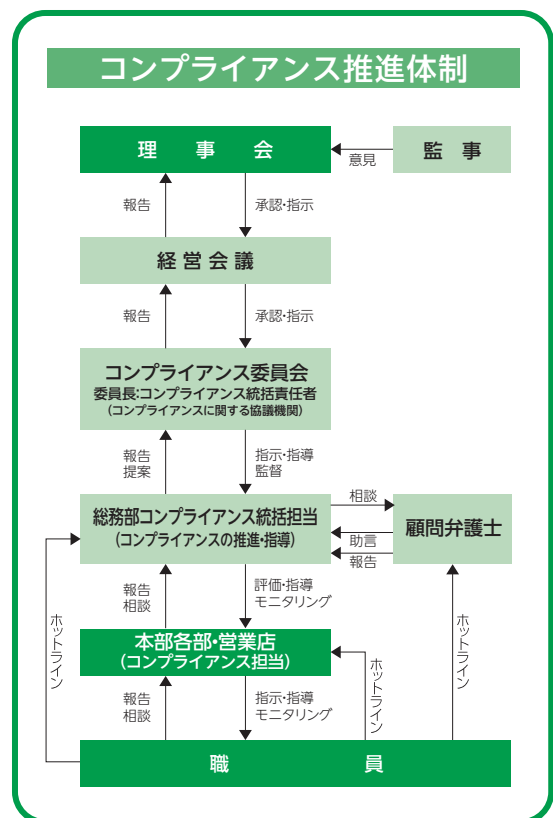 コンプライアンス推進体制
理事会
監事
意見
報告
承認・指示
経営会議
報告
承認・指示
コンプライアンス委員会
委員長:コンプライアンス統括責任者
(コンプライアンスに関する協議機関)
報告
提案
指示・指導
監督
総務部コンプライアンス統括担当
(コンプライアンスの推進・指導)
相談
助言
報告
顧問弁護士
報告
相談
評価・指導
モニタリング
ホットライン
本部各部・営業店
(コンプライアンス担当)
ホットライン
ホットライン
報告
相談
指示・指導
モニタリング
職員